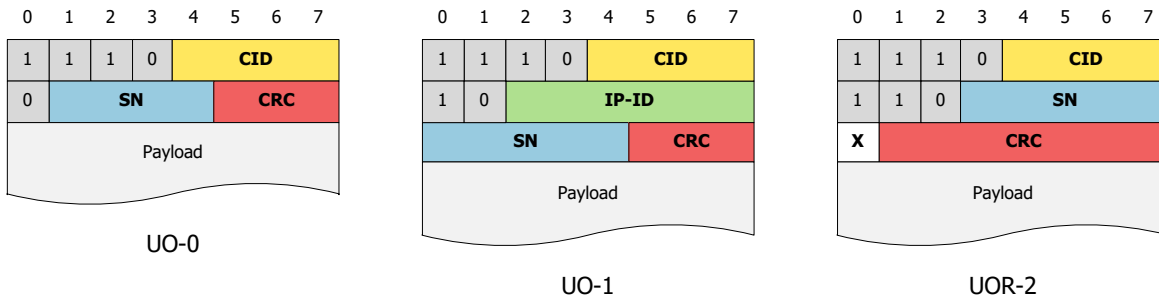 0 1 2 3 4 5 6 7
1 1 1 0 CID
0 SN CRC
Payload
UO-0
0 1 2 3 4 5 6 7
1 1 1 0 CID
1 0 IP-ID
SN CRC
Payload
UO-1
0 1 2 3 4 5 6 7
1 1 1 0 CID
1 1 0 SN
X CRC
Payload
UOR-2